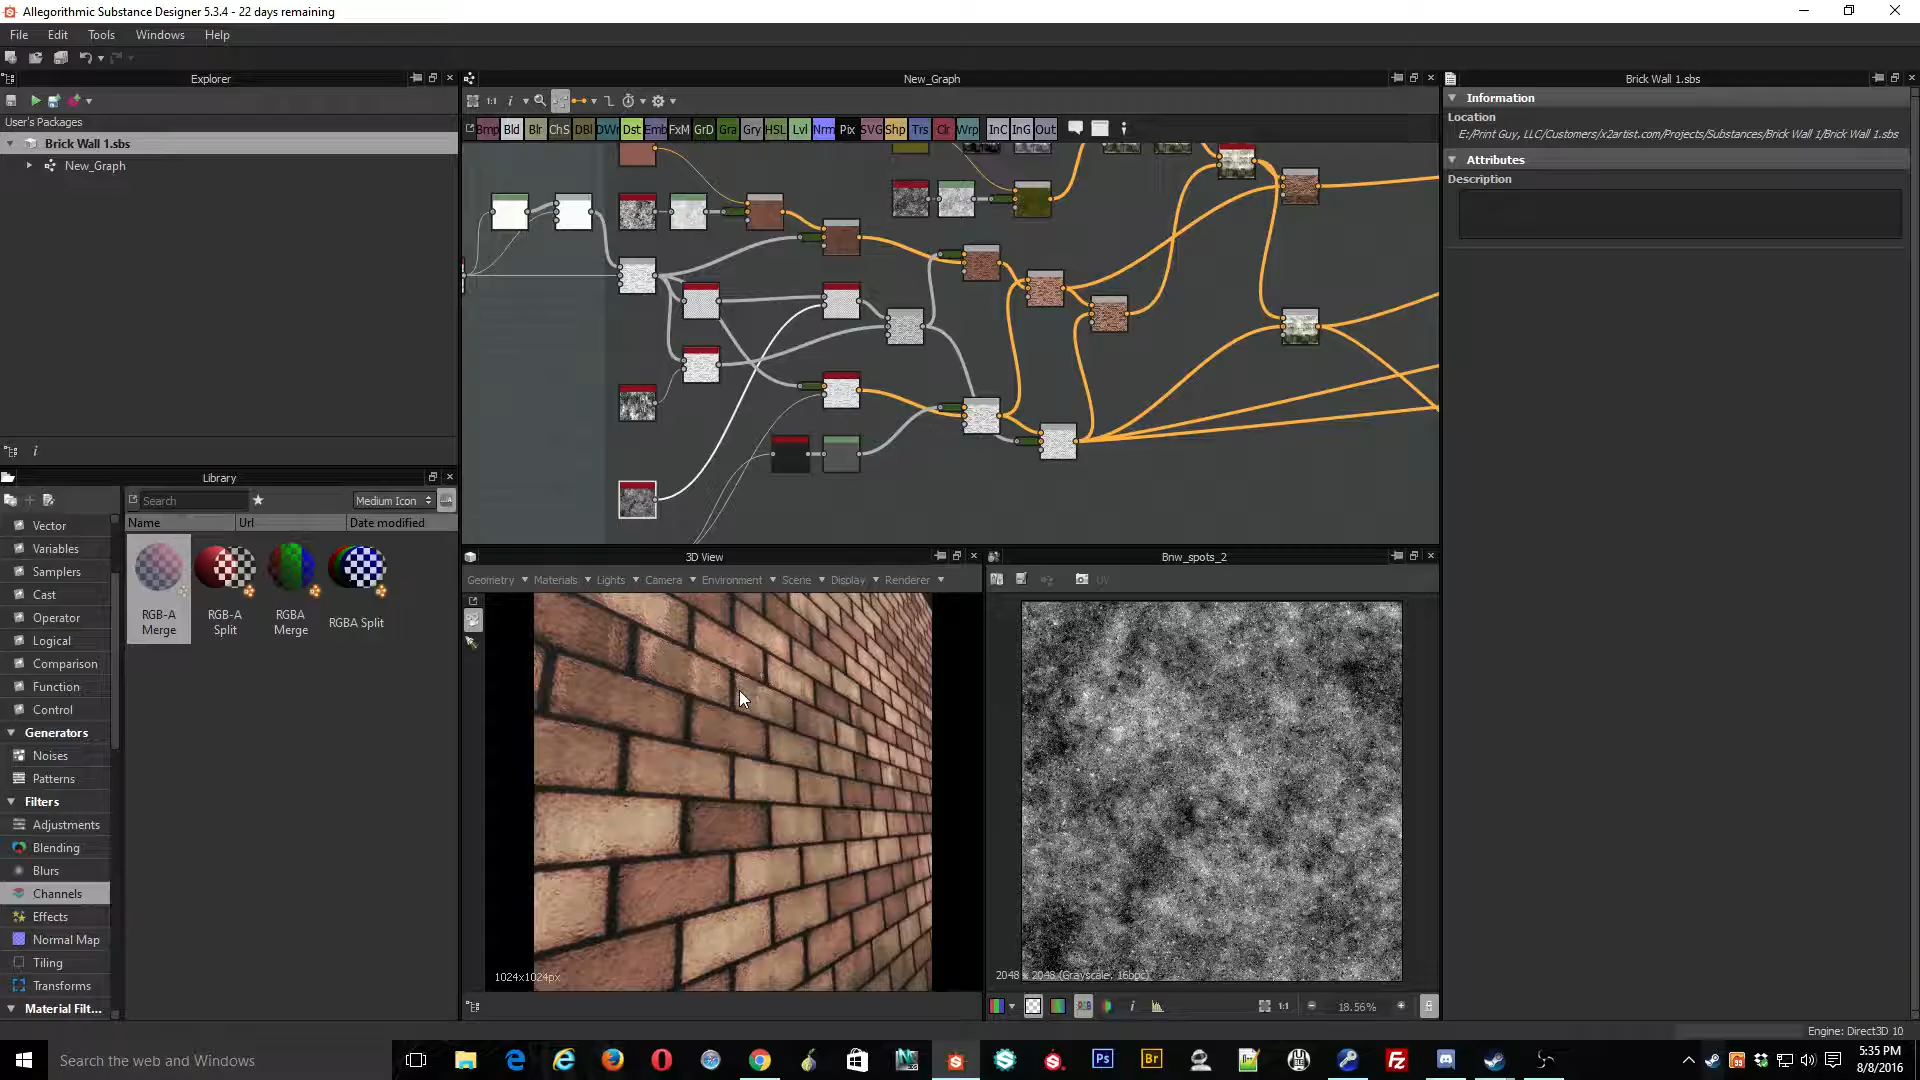 Allegorithmic Substance Designer 5.3.4 - 22 days remaining
File Edit Tools Windows Help
Explorer
User's Packages
Brick Wall 1.sbs
New_Graph
New_Graph
1:1
Bmp Bld Blr ChS DBl DWr Dst Emb FxM GrD Gra Gry HSL Lvl Nrm Pix SVG Shp Trs Clr Wrp InC InG Out
Brick Wall 1.sbs
Information
Location
E:/Print Guy, LLC/Customers/x2artist.com/Projects/Substances/Brick Wall 1/Brick Wall 1.sbs
Attributes
Description
Library
Search
Medium Icon
Name Url Date modified
Vector
Variables
Samplers
Cast
Operator
Logical
Comparison
Function
Control
Generators
Noises
Patterns
Filters
Adjustments
Blending
Blurs
Channels
Effects
Normal Map
Tiling
Transforms
Material Filt...
RGB-A Merge
RGB-A Split
RGBA Merge
RGBA Split
3D View
Geometry Materials Lights Camera Environment Scene Display Renderer
1024x1024px
Bnw_spots_2
UV
2048 x 2048 (Grayscale, 16bpc)
1:1
18.56%
Engine: Direct3D 10
Search the web and Windows
5:35 PM
8/8/2016